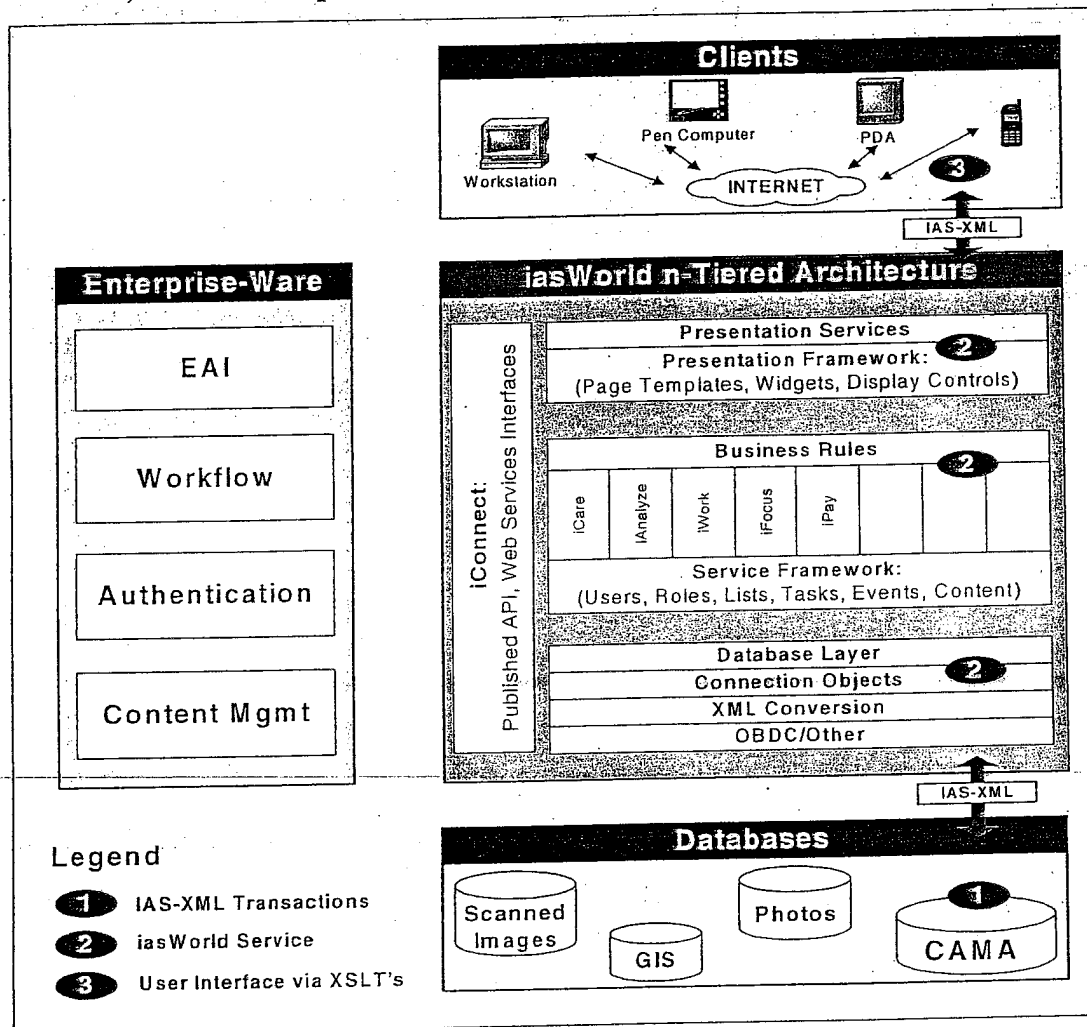 Clients
Pen Computer
PDA
Workstation
INTERNET
3
IAS-XML
Enterprise-Ware
EAI
Workflow
Authentication
Content Mgmt
iasWorld n-Tiered Architecture
iConnect:
Published API, Web Services Interfaces
Presentation Services
2
Presentation Framework:
(Page Templates, Widgets, Display Controls)
Business Rules
2
iCare
iAnalyze
iWork
iFocus
iPay
Service Framework:
(Users, Roles, Lists, Tasks, Events, Content)
Database Layer
2
Connection Objects
XML Conversion
OBDC/Other
IAS-XML
Databases
Scanned
Images
GIS
Photos
1
CAMA
Legend
1 IAS-XML Transactions
2 iasWorld Service
3 User Interface via XSLT's